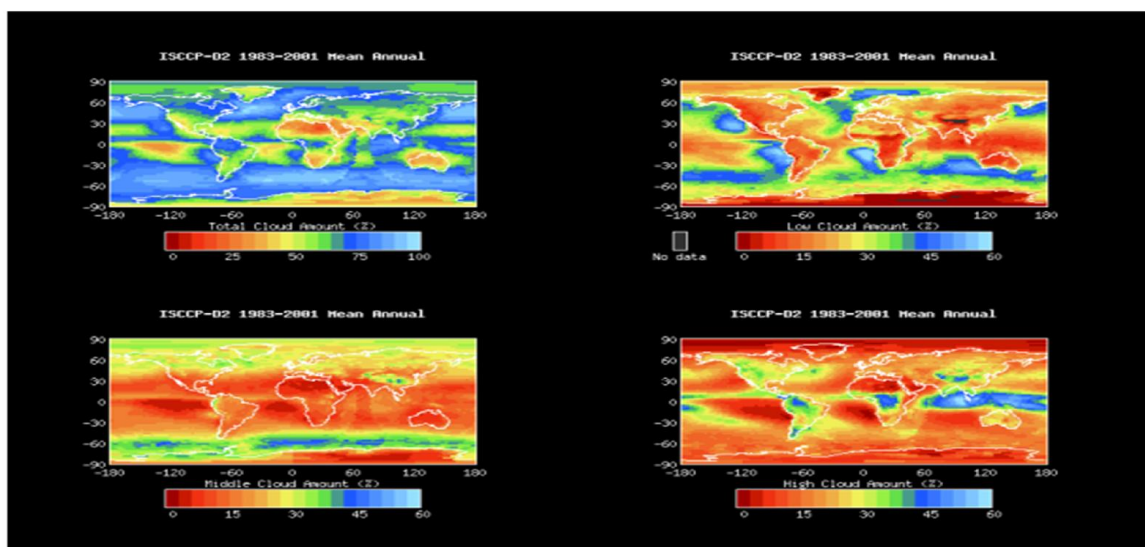 ISCCP-D2 1983-2001 Mean Annual
90
60
30
0
-30
-60
-90
-180 -120 -60 0 60 120 180
Total Cloud Amount (%)
0 25 50 75 100
ISCCP-D2 1983-2001 Mean Annual
90
60
30
0
-30
-60
-90
-180 -120 -60 0 60 120 180
Low Cloud Amount (%)
No data
0 15 30 45 60
ISCCP-D2 1983-2001 Mean Annual
90
60
30
0
-30
-60
-90
-180 -120 -60 0 60 120 180
Middle Cloud Amount (%)
0 15 30 45 60
ISCCP-D2 1983-2001 Mean Annual
90
60
30
0
-30
-60
-90
-180 -120 -60 0 60 120 180
High Cloud Amount (%)
0 15 30 45 60